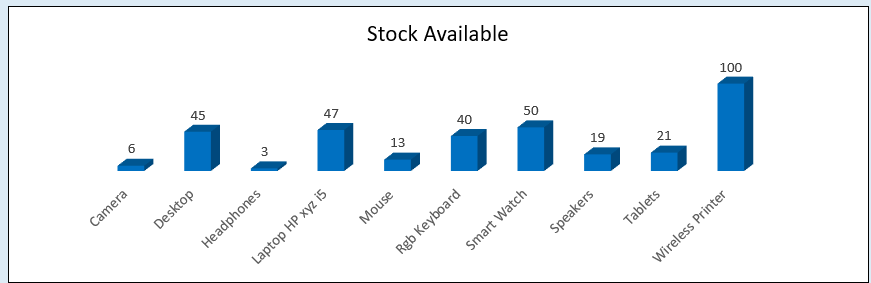 Stock Available
6
45
3
47
13
40
50
19
21
100
Camera
Desktop
Headphones
Laptop HP xyz i5
Mouse
Rgb Keyboard
Smart Watch
Speakers
Tablets
Wireless Printer